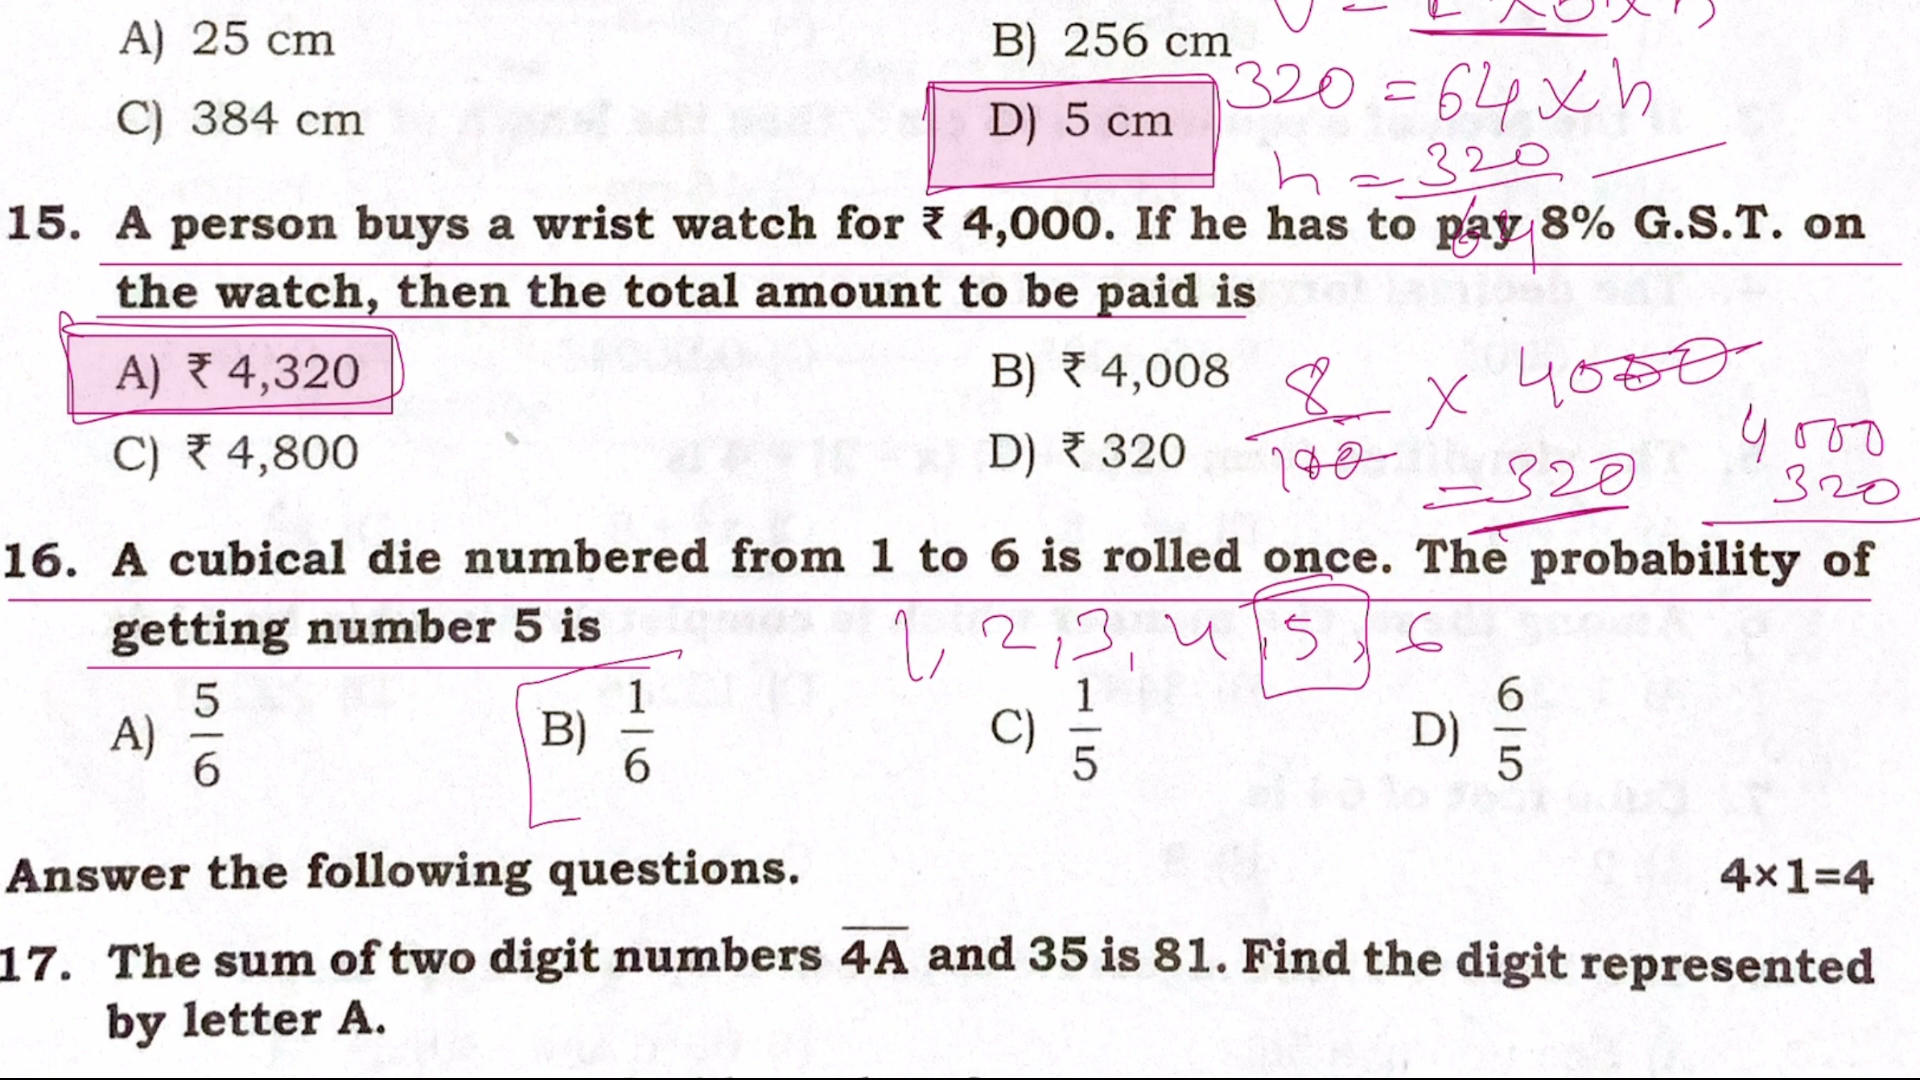 A) 25 cm
B) 256 cm
320 = 64 x h
C) 384 cm
D) 5 cm
h = 320
64
15. A person buys a wrist watch for ₹ 4,000. If he has to pay 8% G.S.T. on
the watch, then the total amount to be paid is
A) ₹ 4,320
B) ₹ 4,008
8/100 x 4000
= 320
4000
320
C) ₹ 4,800
D) ₹ 320
16. A cubical die numbered from 1 to 6 is rolled once. The probability of
getting number 5 is
1, 2, 3, 4, 5, 6
A) 5/6
B) 1/6
C) 1/5
D) 6/5
Answer the following questions.
4×1=4
17. The sum of two digit numbers 4A and 35 is 81. Find the digit represented
by letter A.